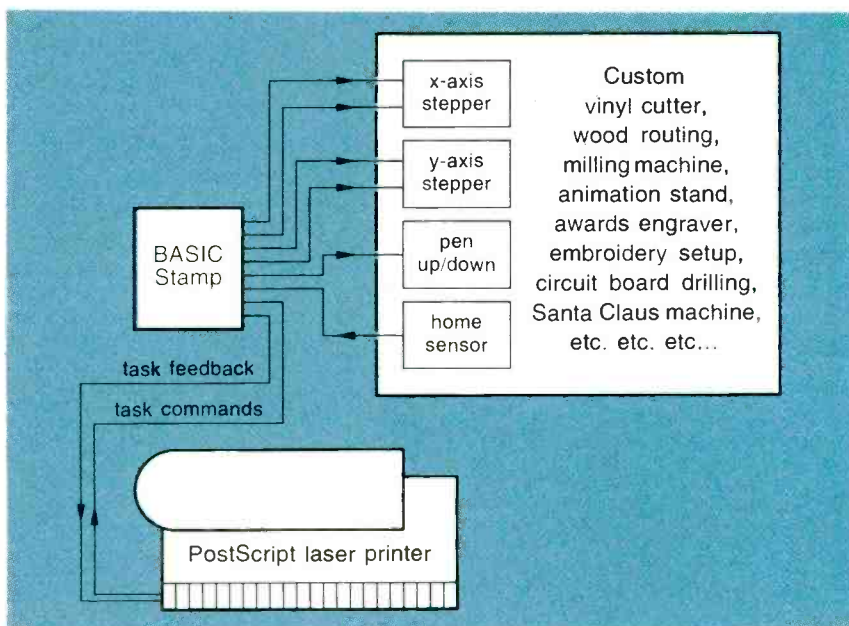 x-axis
stepper
y-axis
stepper
pen
up/down
home
sensor
Custom
vinyl cutter,
wood routing,
milling machine,
animation stand,
awards engraver,
embroidery setup,
circuit board drilling,
Santa Claus machine,
etc. etc. etc...
BASIC
Stamp
task feedback
task commands
PostScript laser printer